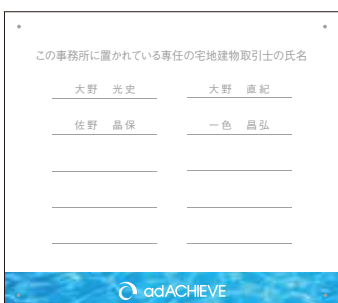 この事務所に置かれている専任の宅地建物取引士の氏名
大野 光史 大野 直紀
佐野 晶保 一色 昌弘
adACHIEVE